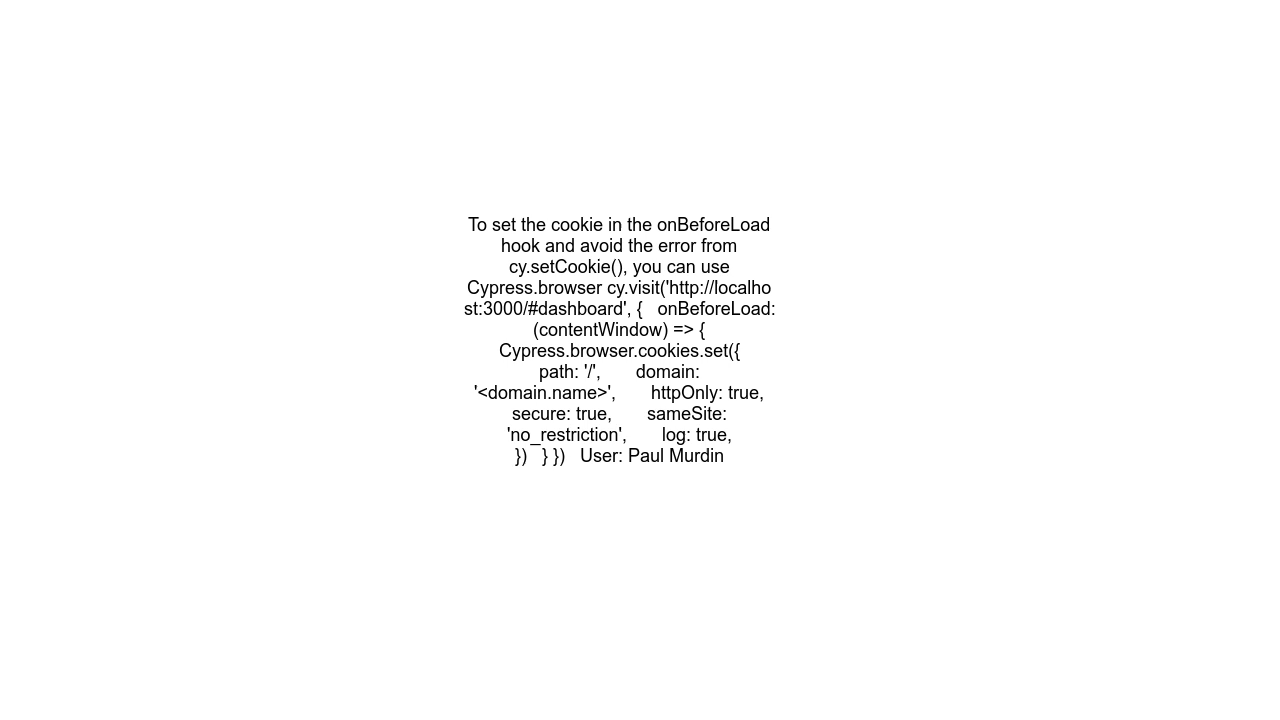 To set the cookie in the onBeforeLoad
hook and avoid the error from
cy.setCookie(), you can use
Cypress.browser cy.visit('http://localho
st:3000/#dashboard', {   onBeforeLoad:
(contentWindow) => {
Cypress.browser.cookies.set({
path: '/',       domain:
'<domain.name>',       httpOnly: true,
secure: true,       sameSite:
'no_restriction',       log: true,
})   } })   User: Paul Murdin